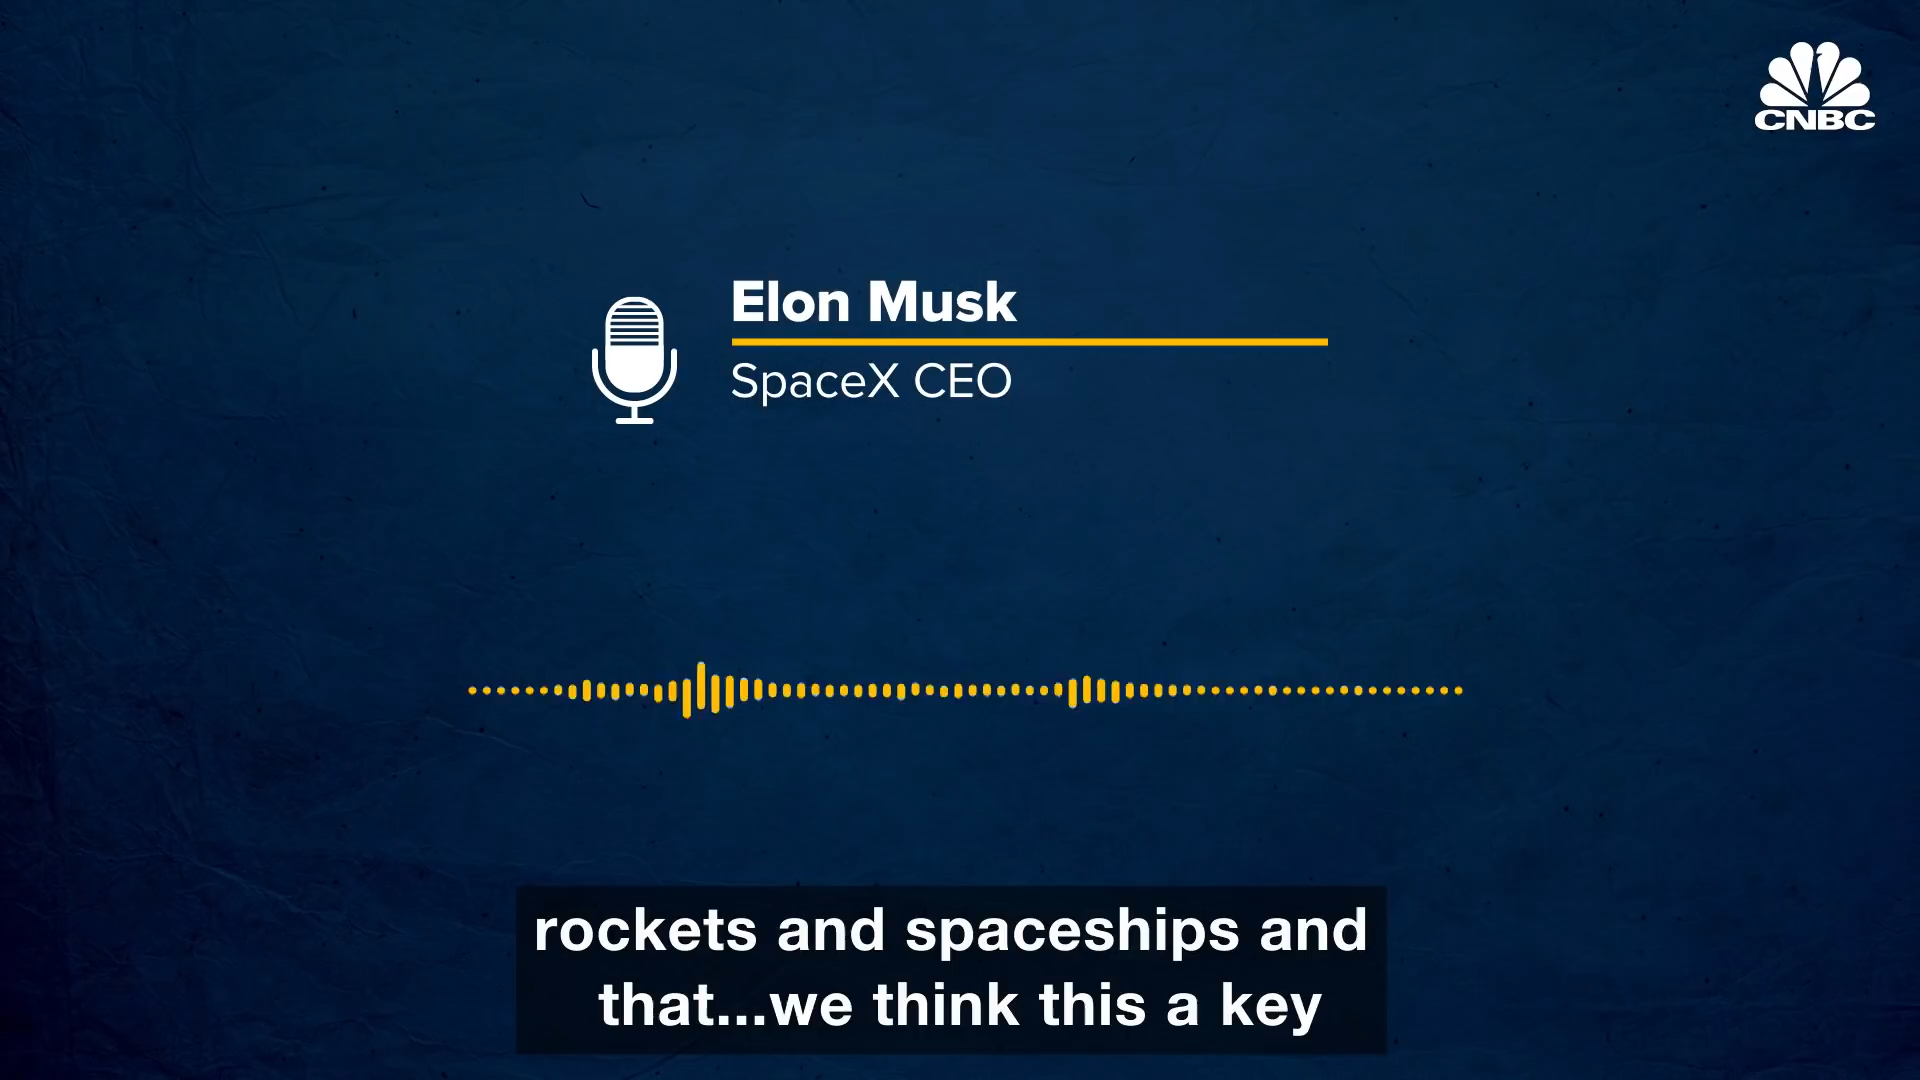 CNBC
Elon Musk
SpaceX CEO
rockets and spaceships and
that...we think this a key